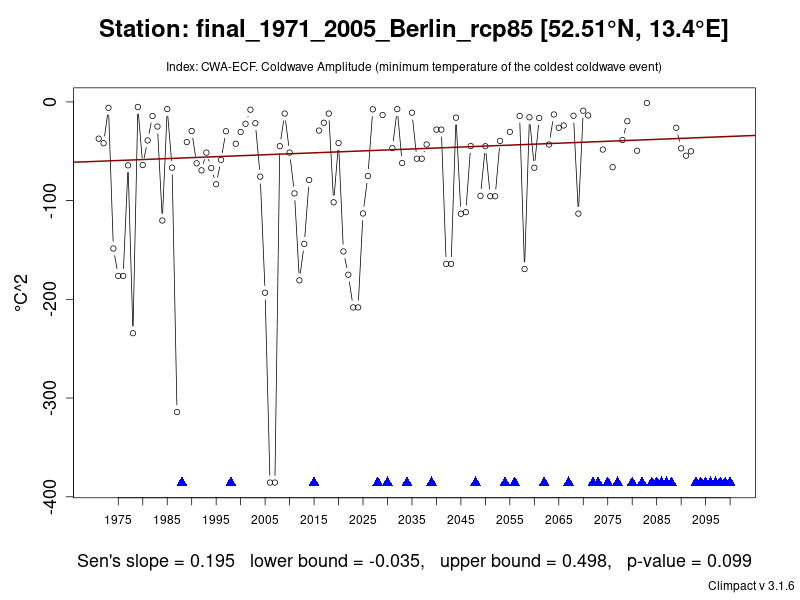 Station: final_1971_2005_Berlin_rcp85 [52.51°N, 13.4°E]
Index: CWA-ECF. Coldwave Amplitude (minimum temperature of the coldest coldwave event)
°C^2
0
-100
-200
-300
-400
1975 1985 1995 2005 2015 2025 2035 2045 2055 2065 2075 2085 2095
Sen's slope = 0.195 lower bound = -0.035, upper bound = 0.498, p-value = 0.099
Climpact v 3.1.6